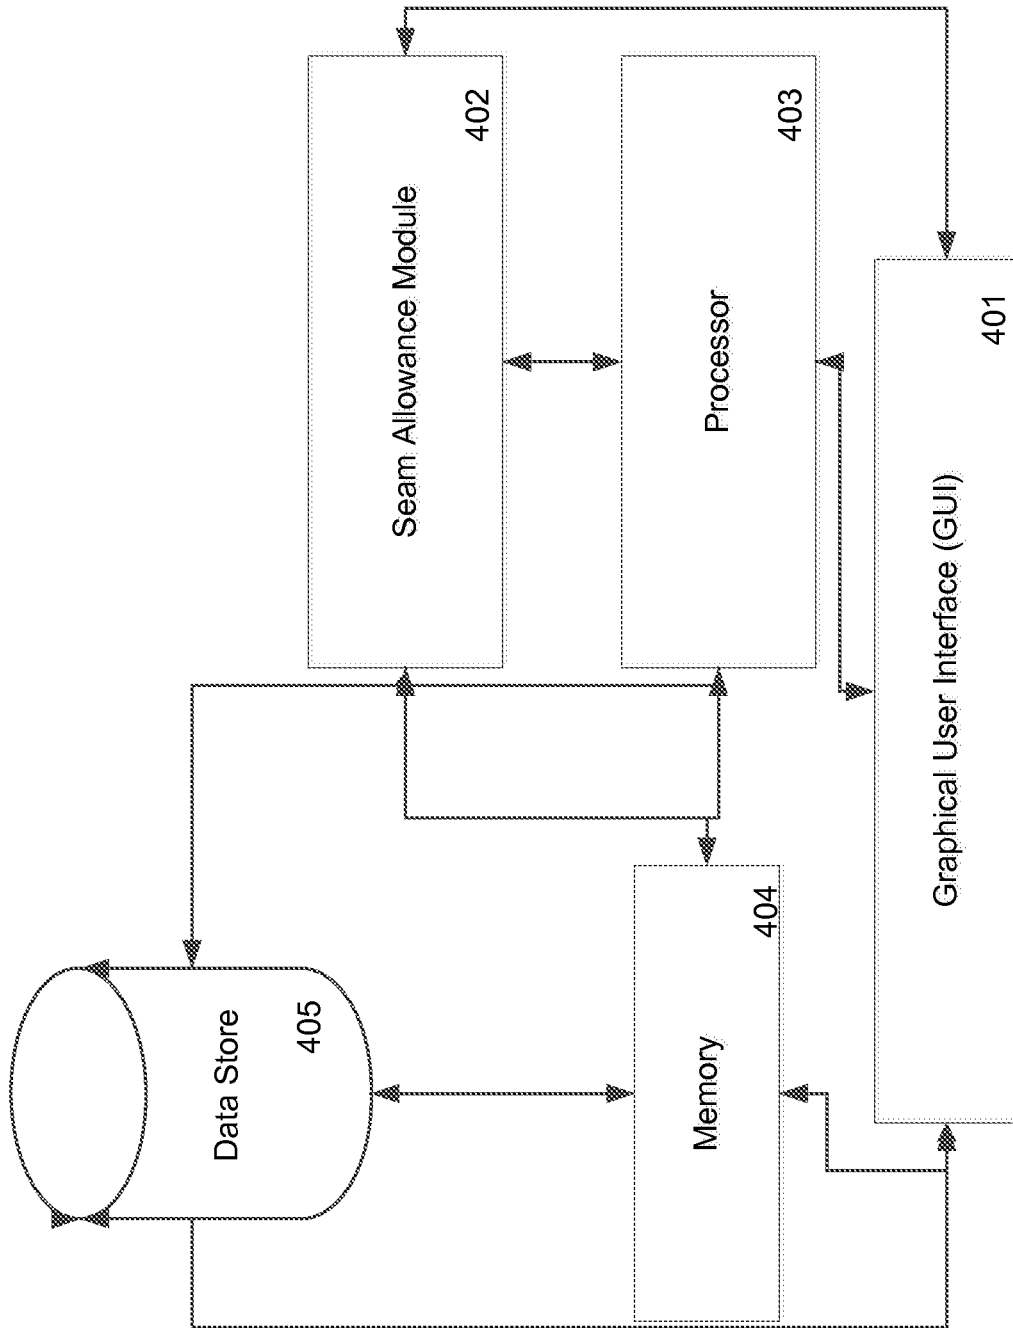 Data Store
405
Memory
404
Seam Allowance Module
402
Processor
403
Graphical User Interface (GUI)
401